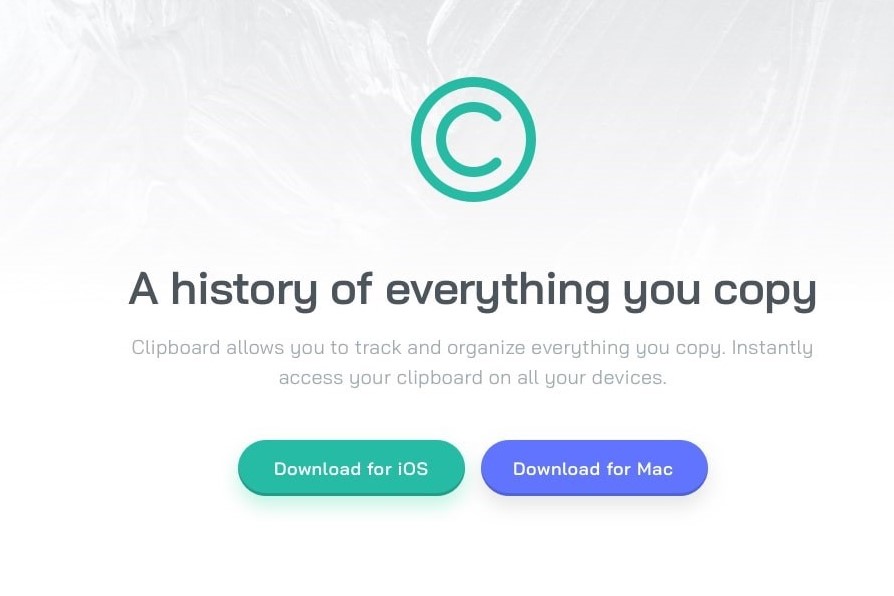 A history of everything you copy
Clipboard allows you to track and organize everything you copy. Instantly
access your clipboard on all your devices.
Download for iOS
Download for Mac